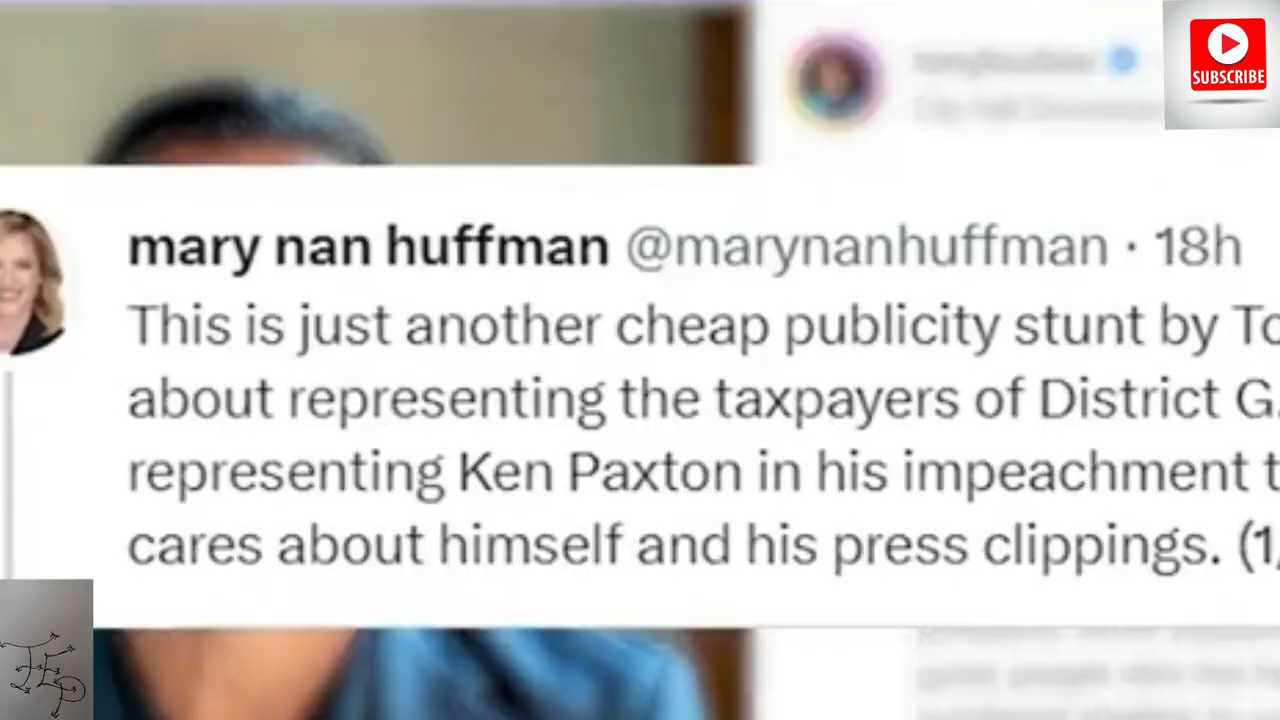 SUBSCRIBE
mary nan huffman @marynanhuffman · 18h
This is just another cheap publicity stunt by
about representing the taxpayers of District G.
representing Ken Paxton in his impeachment
cares about himself and his press clippings. (1
JEP